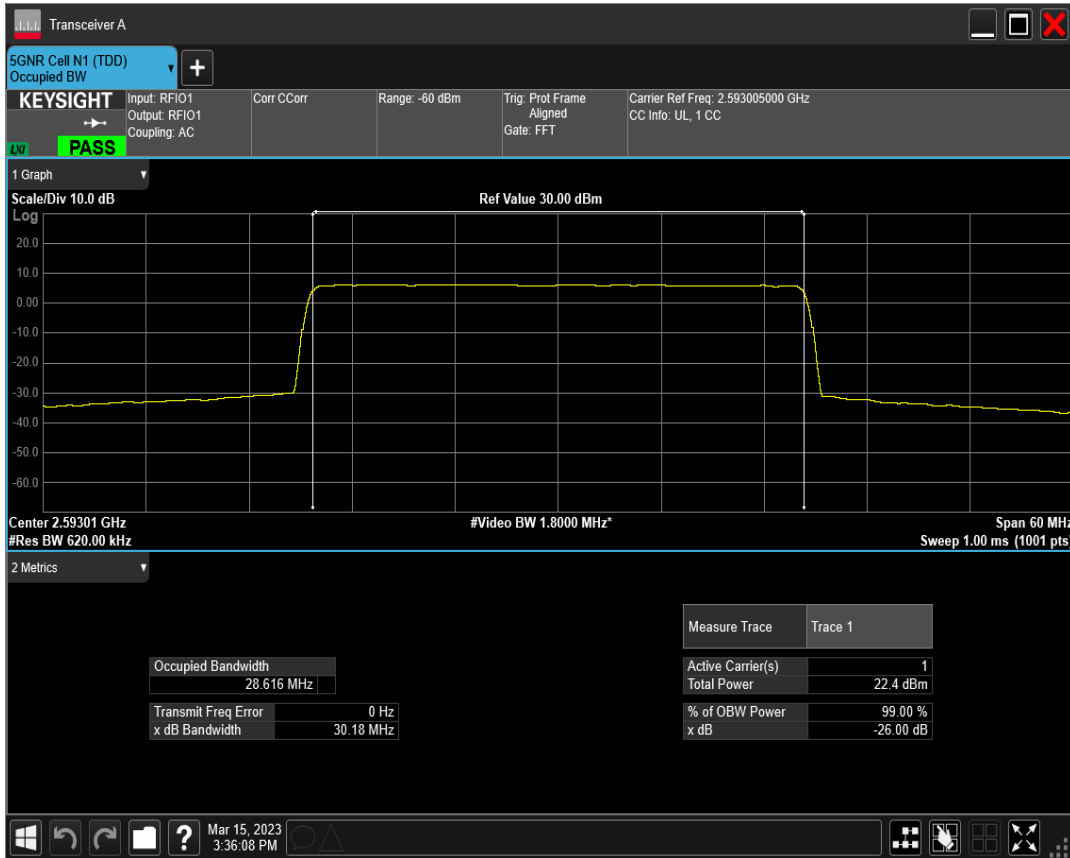 Transceiver A
5GNR Cell N1 (TDD)
Occupied BW
+
KEYSIGHT
LXI
PASS
Input: RFIO1
Output: RFIO1
Coupling: AC
Corr CCorr
Range: -60 dBm
Trig: Prot Frame
Aligned
Gate: FFT
Carrier Ref Freq: 2.593005000 GHz
CC Info: UL, 1 CC
1 Graph
Scale/Div 10.0 dB
Ref Value 30.00 dBm
Log
20.0
10.0
0.00
-10.0
-20.0
-30.0
-40.0
-50.0
-60.0
Center 2.59301 GHz
#Video BW 1.8000 MHz*
Span 60 MHz
#Res BW 620.00 kHz
Sweep 1.00 ms (1001 pts)
2 Metrics
Measure Trace Trace 1
Occupied Bandwidth
28.616 MHz
Transmit Freq Error 0 Hz
x dB Bandwidth 30.18 MHz
Active Carrier(s) 1
Total Power 22.4 dBm
% of OBW Power 99.00 %
x dB -26.00 dB
?
Mar 15, 2023
3:36:08 PM